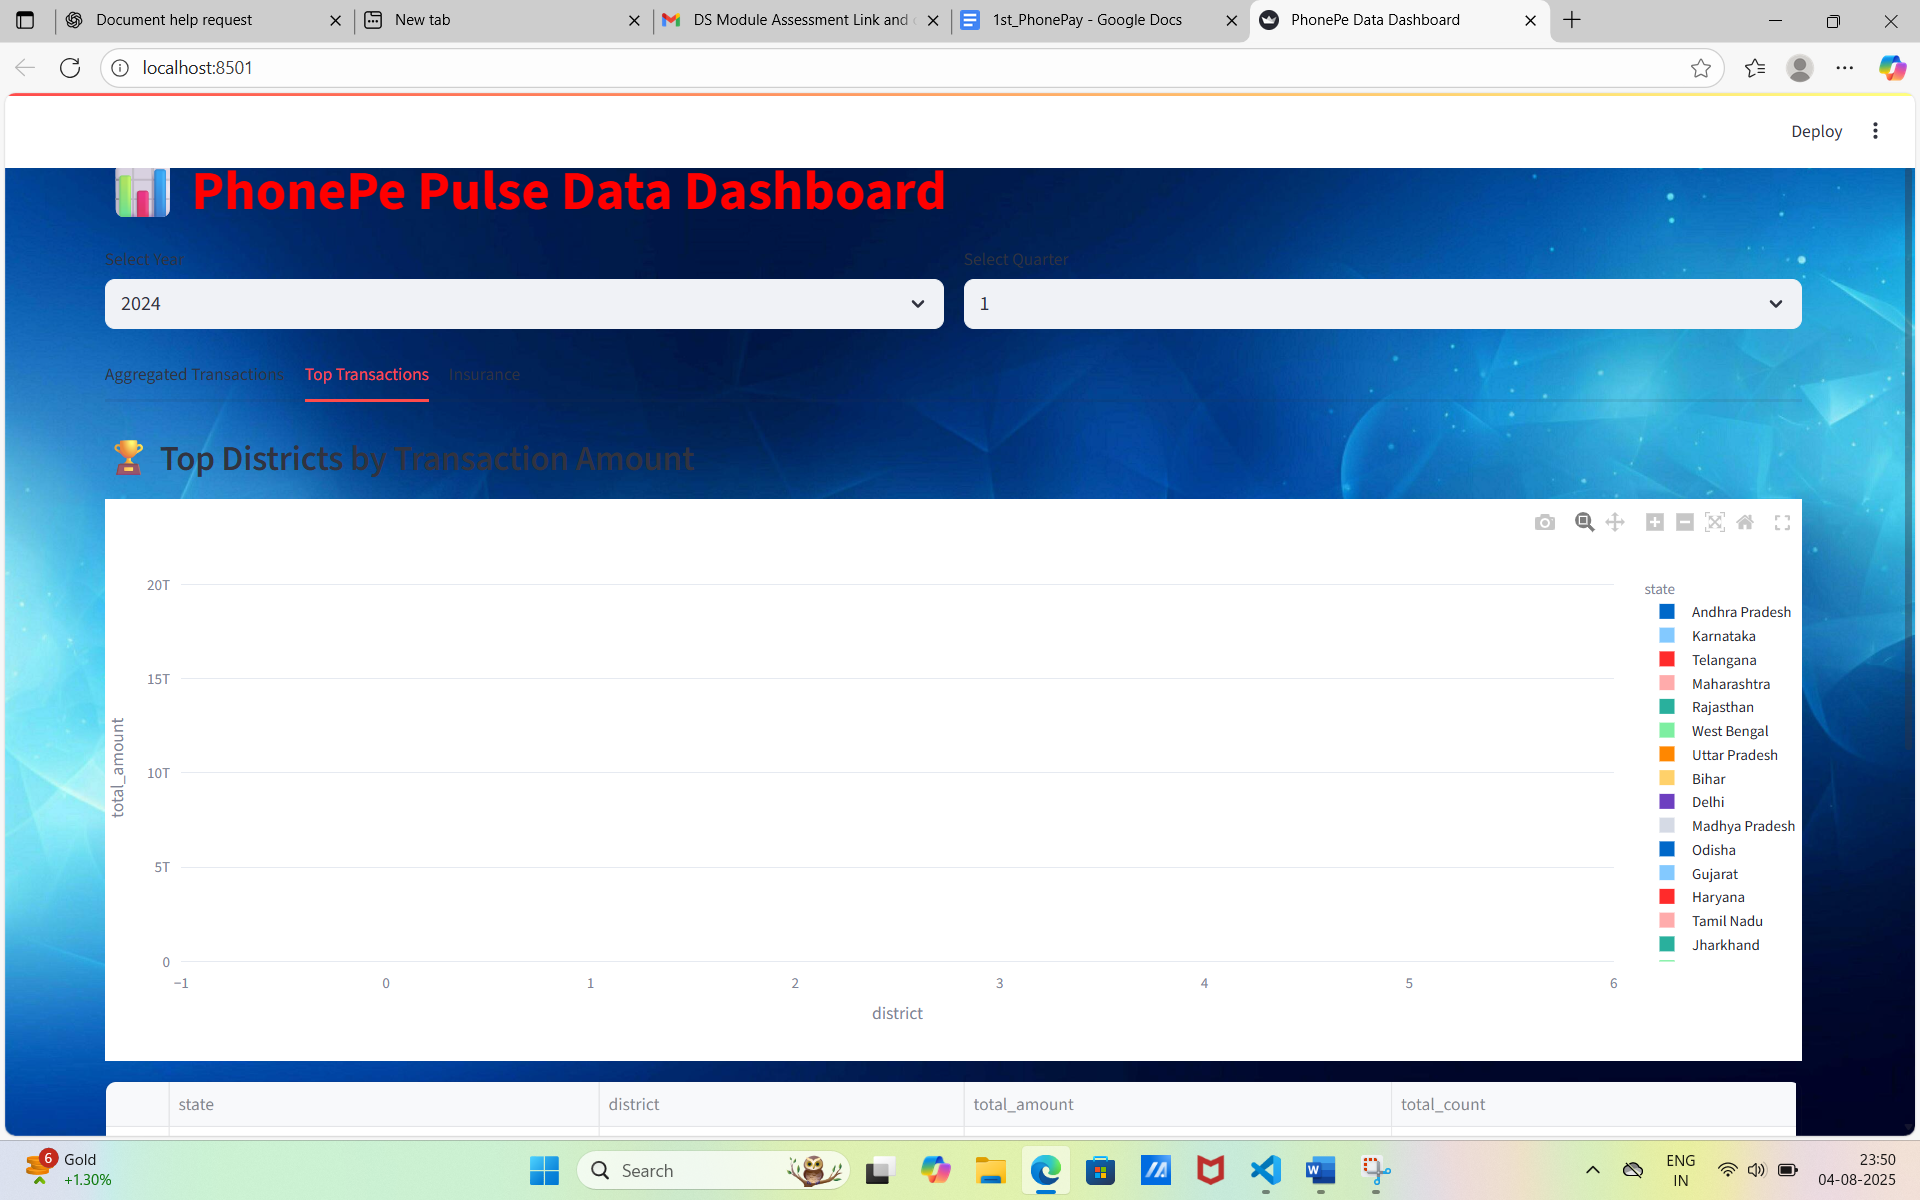 Document help request
New tab
DS Module Assessment Link and
1st_PhonePay - Google Docs
PhonePe Data Dashboard
localhost:8501
Deploy
PhonePe Pulse Data Dashboard
Select Year
Select Quarter
2024
1
Aggregated Transactions
Top Transactions
Insurance
Top Districts by Transaction Amount
20T
15T
10T
5T
0
total_amount
−1 0 1 2 3 4 5 6
district
state
Andhra Pradesh
Karnataka
Telangana
Maharashtra
Rajasthan
West Bengal
Uttar Pradesh
Bihar
Delhi
Madhya Pradesh
Odisha
Gujarat
Haryana
Tamil Nadu
Jharkhand
state district total_amount total_count
6
Gold
+1.30%
Search
W
ENG
IN
23:50
04-08-2025